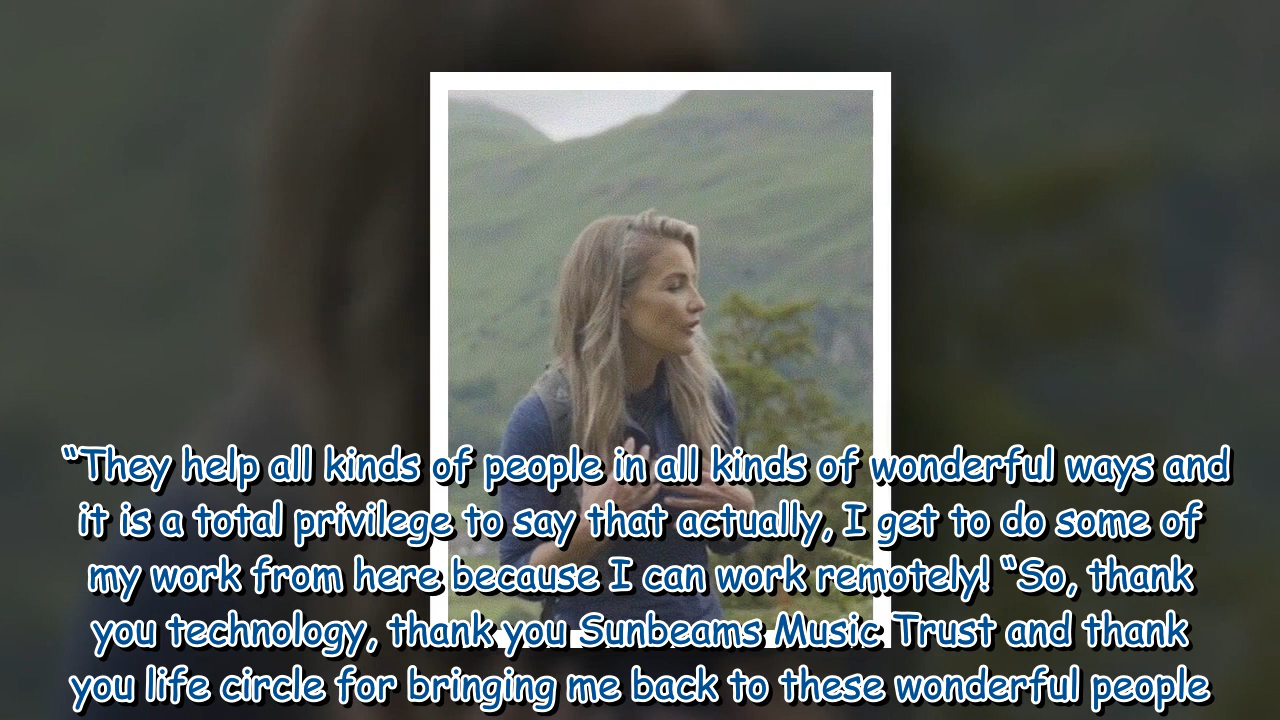 “They help all kinds of people in all kinds of wonderful ways and
it is a total privilege to say that actually, I get to do some of
my work from here because I can work remotely! “So, thank
you technology, thank you Sunbeams Music Trust and thank
you life circle for bringing me back to these wonderful people